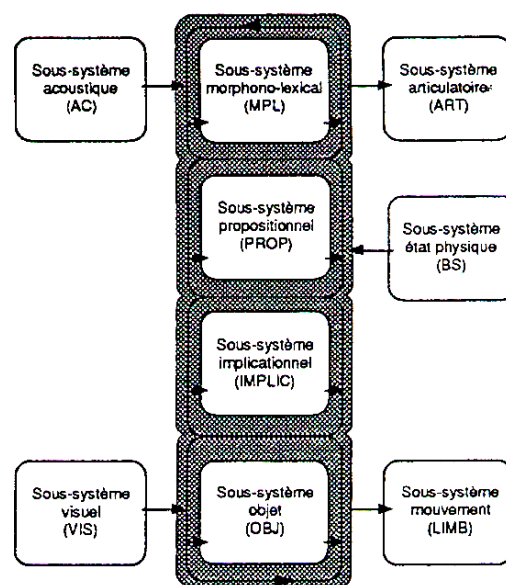 Sous-système
acoustique
(AC)
Sous-système
morphono-lexical
(MPL)
Sous-système
articulatoire
(ART)
Sous-système
propositionnel
(PROP)
Sous-système
état physique
(BS)
Sous-système
implicationnel
(IMPLIC)
Sous-système
visuel
(VIS)
Sous-système
objet
(OBJ)
Sous-système
mouvement
(LIMB)